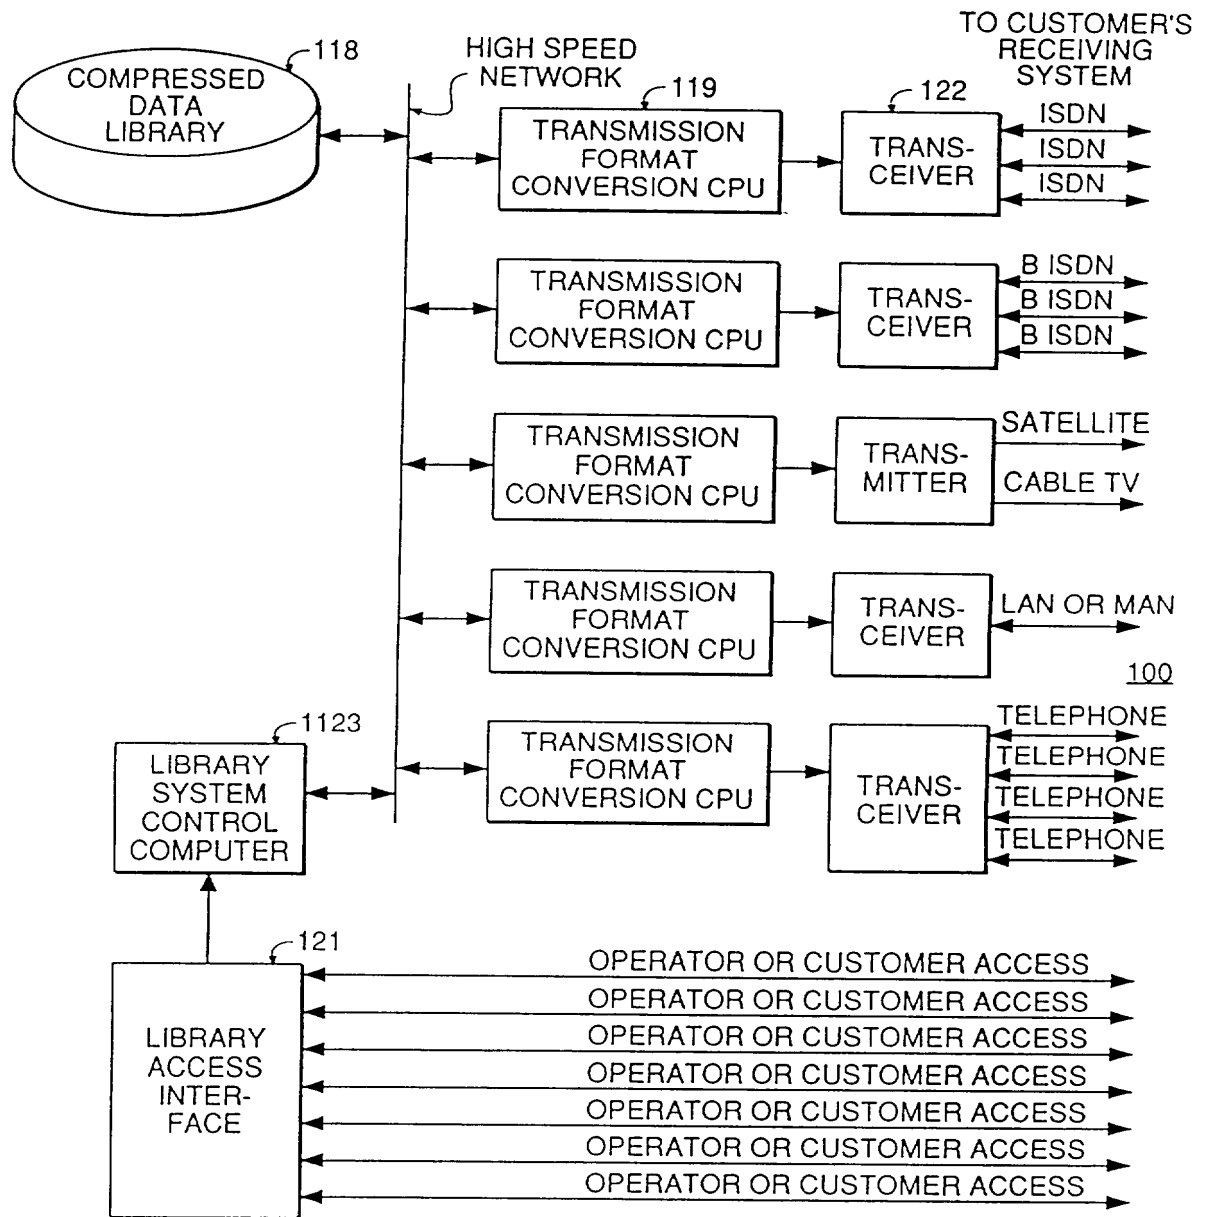 TO CUSTOMER'S
RECEIVING
SYSTEM
118
HIGH SPEED
NETWORK
COMPRESSED
DATA
LIBRARY
119
TRANSMISSION
FORMAT
CONVERSION CPU
122
TRANS-
CEIVER
ISDN
ISDN
ISDN
TRANSMISSION
FORMAT
CONVERSION CPU
TRANS-
CEIVER
B ISDN
B ISDN
B ISDN
TRANSMISSION
FORMAT
CONVERSION CPU
TRANS-
MITTER
SATELLITE
CABLE TV
TRANSMISSION
FORMAT
CONVERSION CPU
TRANS-
CEIVER
LAN OR MAN
100
1123
LIBRARY
SYSTEM
CONTROL
COMPUTER
TRANSMISSION
FORMAT
CONVERSION CPU
TRANS-
CEIVER
TELEPHONE
TELEPHONE
TELEPHONE
TELEPHONE
121
LIBRARY
ACCESS
INTER-
FACE
OPERATOR OR CUSTOMER ACCESS
OPERATOR OR CUSTOMER ACCESS
OPERATOR OR CUSTOMER ACCESS
OPERATOR OR CUSTOMER ACCESS
OPERATOR OR CUSTOMER ACCESS
OPERATOR OR CUSTOMER ACCESS
OPERATOR OR CUSTOMER ACCESS